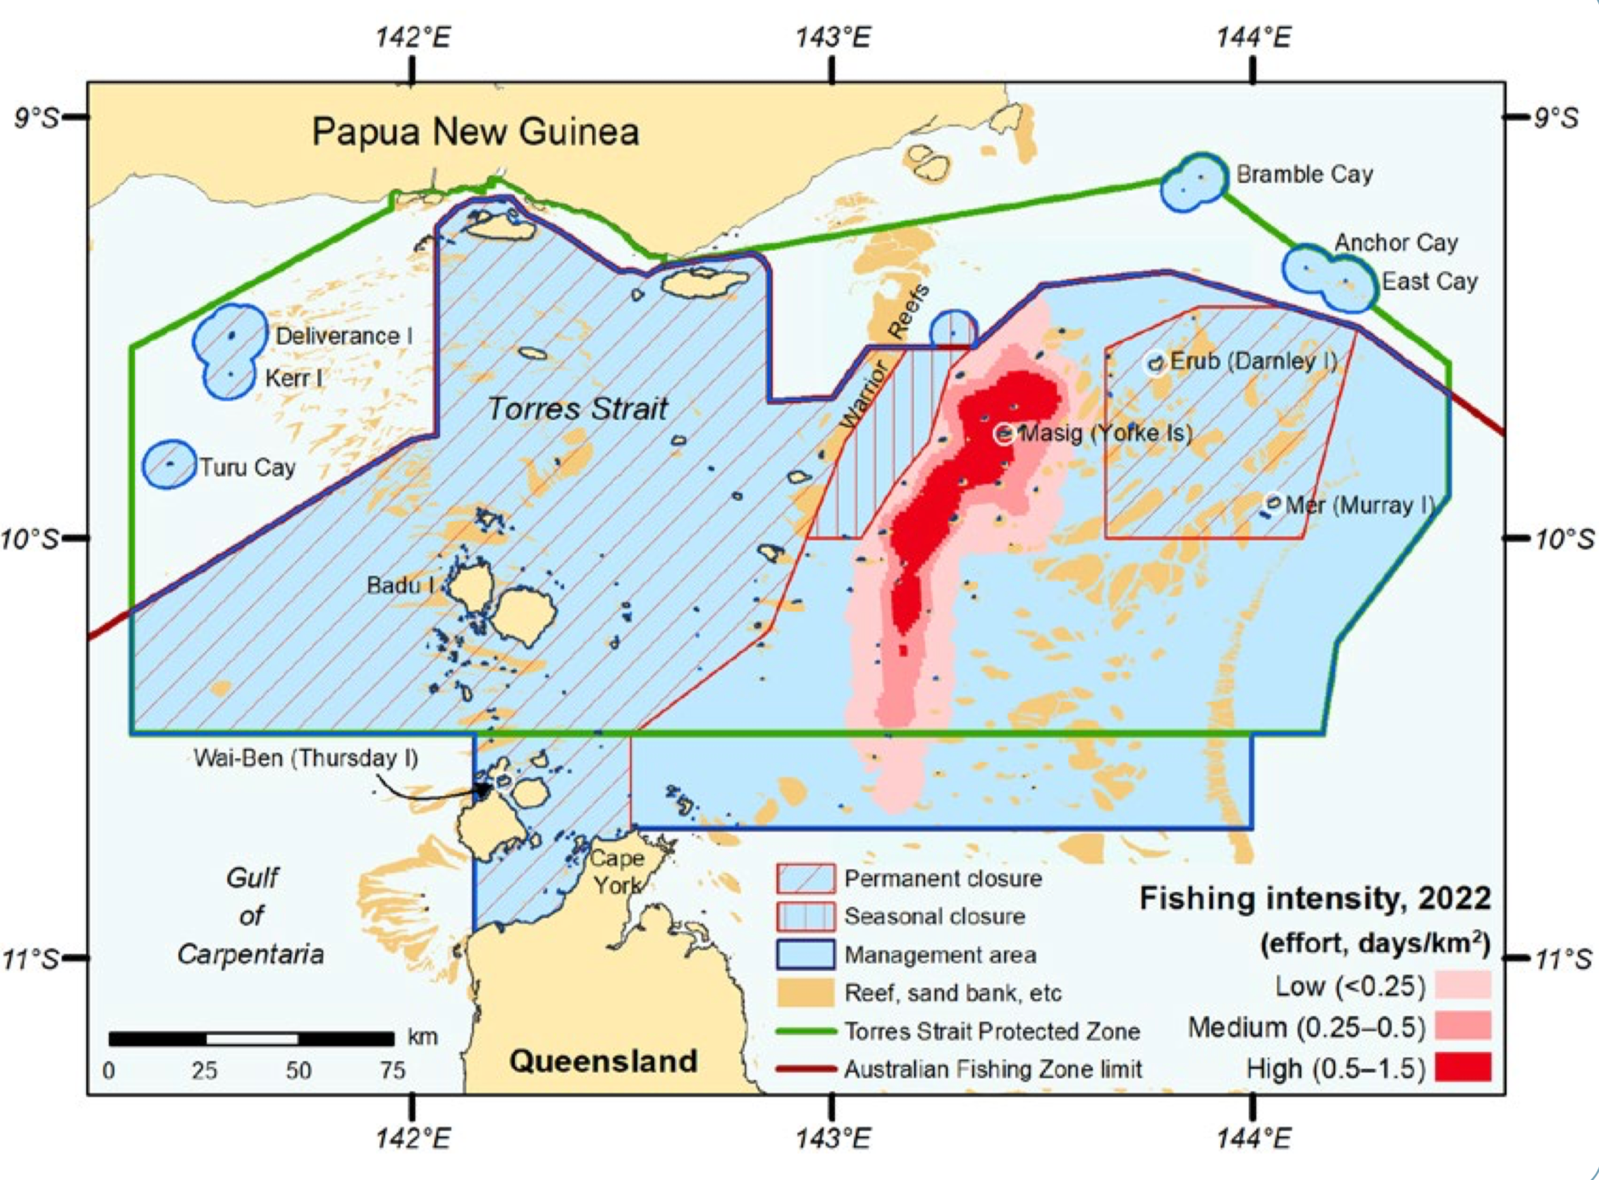 142°E
143°E
144°E
9°S
9°S
Papua New Guinea
Bramble Cay
Anchor Cay
East Cay
Deliverance I
Kerr I
Turu Cay
Torres Strait
Warrior
Reefs
Erub (Darnley I)
Masig (Yorke Is)
Mer (Murray I)
10°S
10°S
Badu I
Wai-Ben (Thursday I)
Cape
York
Gulf
of
Carpentaria
11°S
11°S
Queensland
km
0 25 50 75
Permanent closure
Seasonal closure
Management area
Reef, sand bank, etc
Torres Strait Protected Zone
Australian Fishing Zone limit
Fishing intensity, 2022
(effort, days/km²)
Low (<0.25)
Medium (0.25–0.5)
High (0.5–1.5)
142°E
143°E
144°E